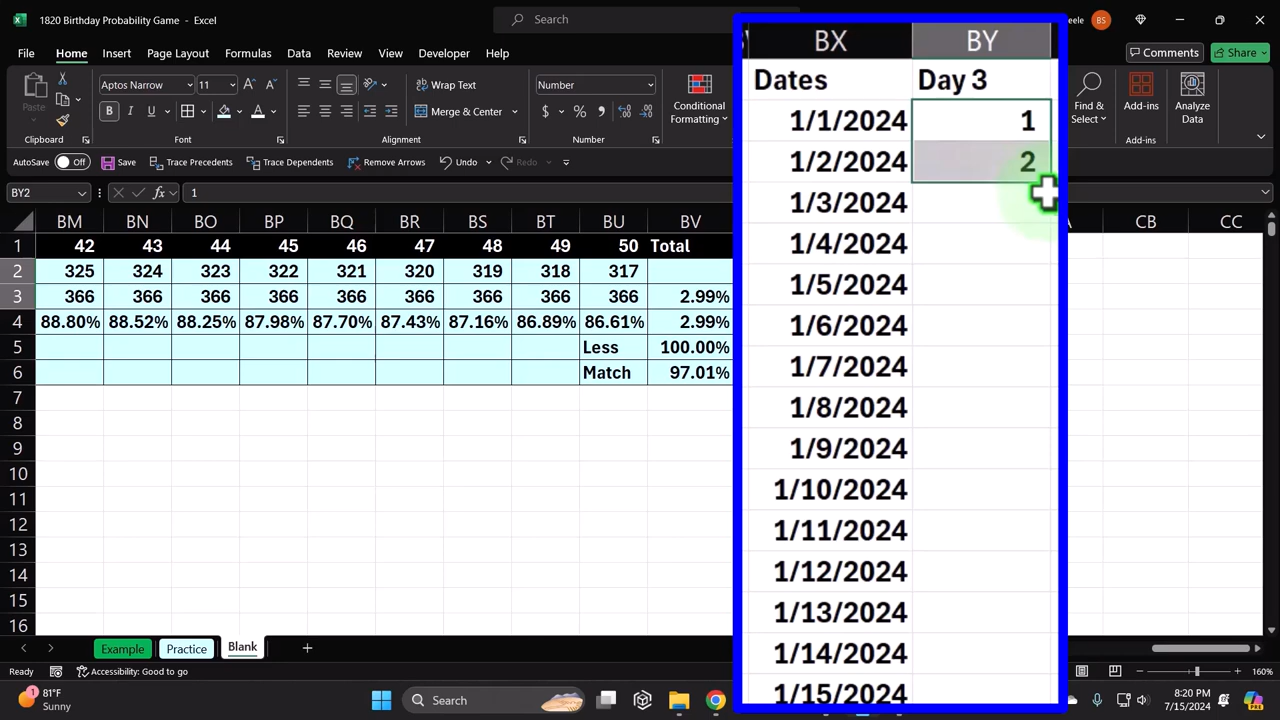 1820 Birthday Probability Game - Excel
Search
eele BS
File Home Insert Page Layout Formulas Data Review View Developer Help
Comments Share
Paste
Aptos Narrow 11
B I U
Wrap Text
Merge & Center
Number
$ %
Conditional
Formatting
Find &
Select
Add-ins
Analyze
Data
Clipboard Font Alignment Number Add-ins
AutoSave Off Save Trace Precedents Trace Dependents Remove Arrows Undo Redo
BY2 fx 1
BM BN BO BP BQ BR BS BT BU BV CB CC
1 42 43 44 45 46 47 48 49 50 Total
2 325 324 323 322 321 320 319 318 317
3 366 366 366 366 366 366 366 366 366 2.99%
4 88.80% 88.52% 88.25% 87.98% 87.70% 87.43% 87.16% 86.89% 86.61% 2.99%
5 Less 100.00%
6 Match 97.01%
7
8
9
10
11
12
13
14
15
16
BX BY
Dates Day 3
1/1/2024 1
1/2/2024 2
1/3/2024
1/4/2024
1/5/2024
1/6/2024
1/7/2024
1/8/2024
1/9/2024
1/10/2024
1/11/2024
1/12/2024
1/13/2024
1/14/2024
1/15/2024
Example Practice Blank
Ready Accessibility: Good to go 160%
1 81°F
Sunny
Search
8:20 PM
7/15/2024